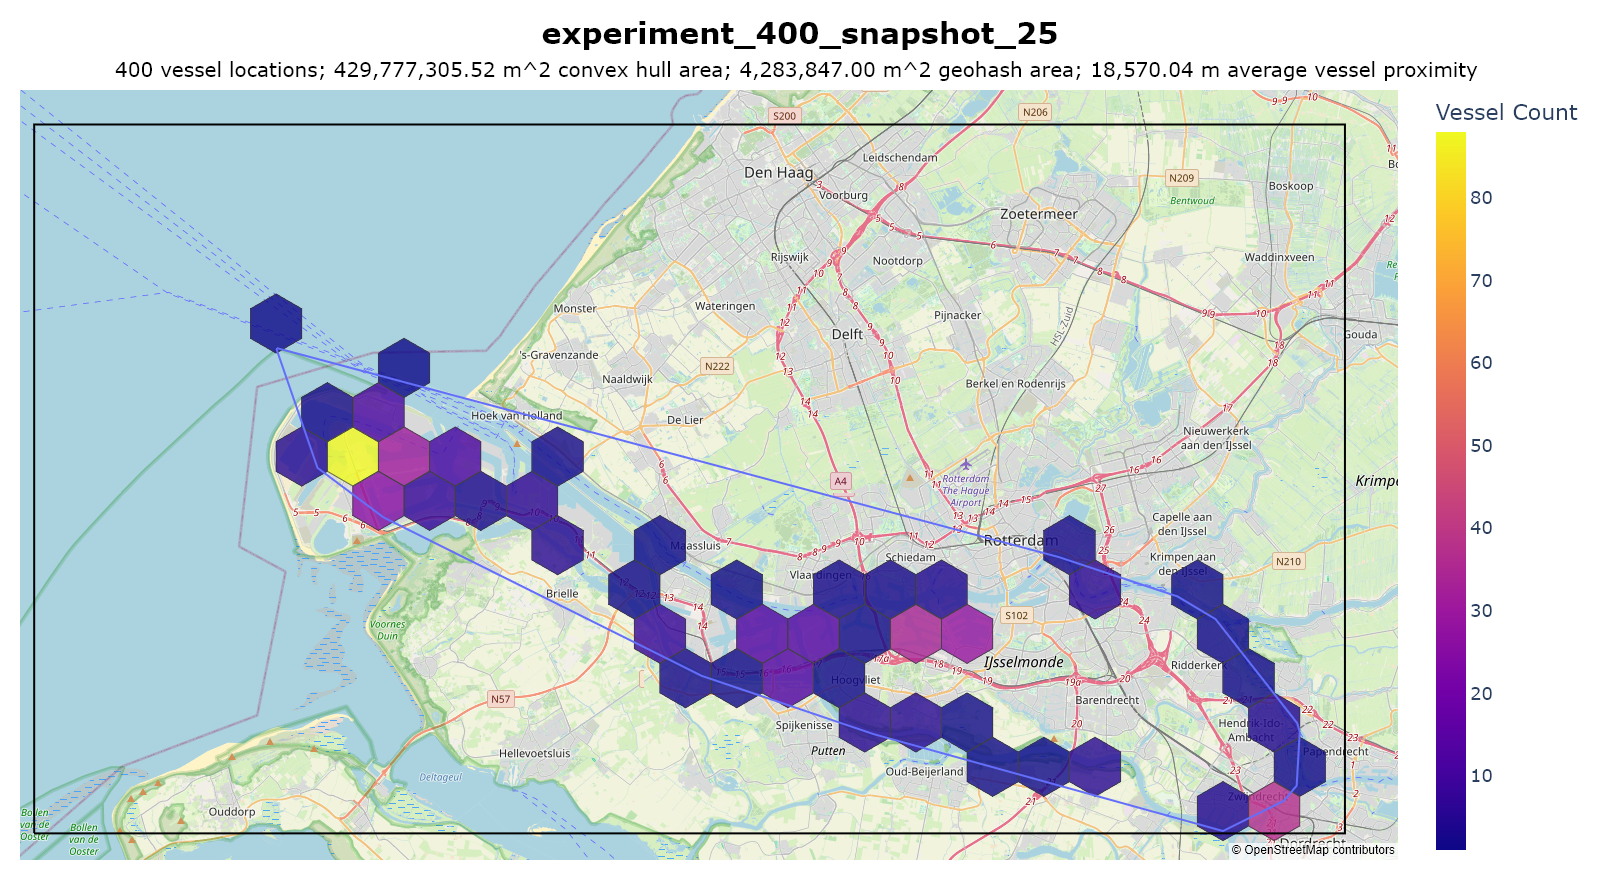 experiment_400_snapshot_25
400 vessel locations; 429,777,305.52 m^2 convex hull area; 4,283,847.00 m^2 geohash area; 18,570.04 m average vessel proximity
Vessel Count
80
70
60
50
40
30
20
10
S200
N206
Leidschendam
Den Haag
N209
Boskoop
Voorburg
Bentwoud
Zoetermeer
Rijswijk
Nootdorp
Waddinxveen
Monster
Wateringen
Pijnacker
HSL-Zuid
Delft
Gouda
's-Gravenzande
N222
Naaldwijk
Berkel en Rodenrijs
Hoek van Holland
De Lier
Nieuwerkerk
aan den IJssel
A4
Rotterdam
The Hague
Airport
Krimpe
Capelle aan
den IJssel
Rotterdam
Maassluis
Schiedam
Krimpen aan
den IJssel
N210
Vlaardingen
Brielle
S102
Voornes
Duin
IJsselmonde
Ridderkerk
Hoogvliet
N57
Barendrecht
Spijkenisse
Hendrik-Ido-
Ambacht
Hellevoetsluis
Putten
Papendrecht
Oud-Beijerland
Deltageul
Zwijndrecht
Ouddorp
Bollen
van de
Ooster
Bollen
van de
Ooster
Dordrecht
© OpenStreetMap contributors